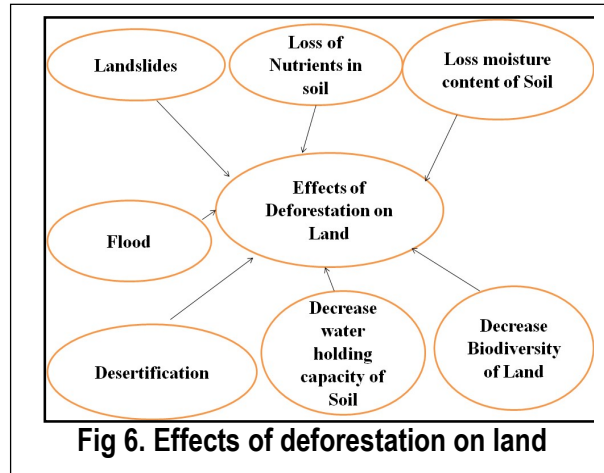 Landslides
Loss of
Nutrients in
soil
Loss moisture
content of Soil
Effects of
Deforestation on
Land
Flood
Desertification
Decrease
water
holding
capacity of
Soil
Decrease
Biodiversity
of Land
Fig 6. Effects of deforestation on land